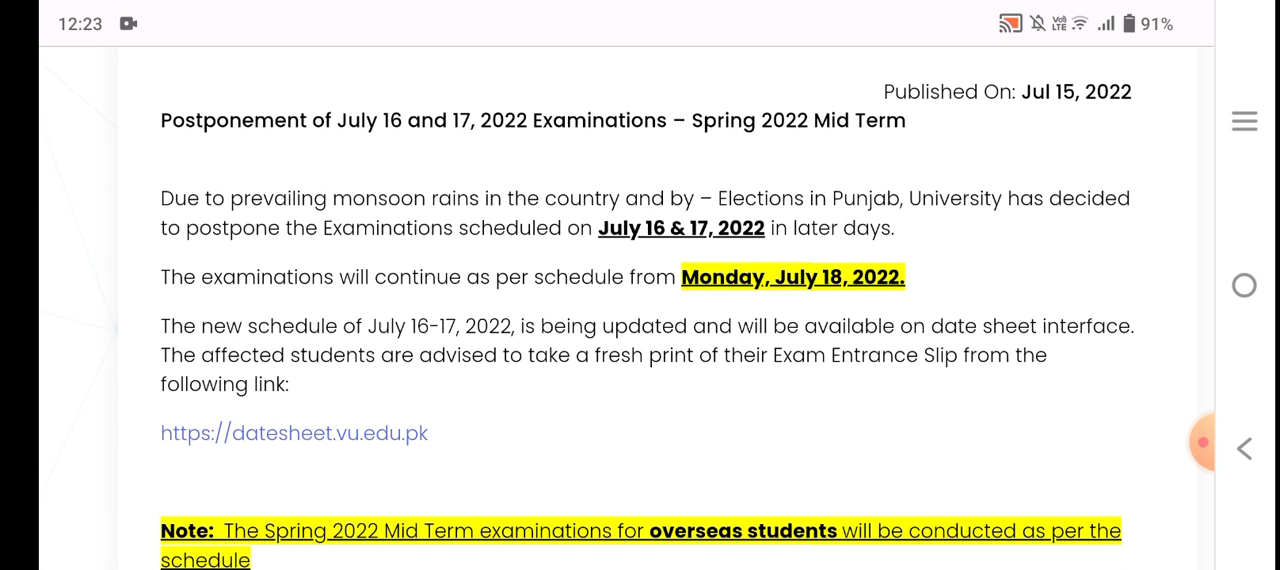 12:23
Vo) LTE 91%
Published On: Jul 15, 2022
Postponement of July 16 and 17, 2022 Examinations – Spring 2022 Mid Term
Due to prevailing monsoon rains in the country and by – Elections in Punjab, University has decided
to postpone the Examinations scheduled on July 16 & 17, 2022 in later days.
The examinations will continue as per schedule from Monday, July 18, 2022.
The new schedule of July 16-17, 2022, is being updated and will be available on date sheet interface.
The affected students are advised to take a fresh print of their Exam Entrance Slip from the
following link:
https://datesheet.vu.edu.pk
Note: The Spring 2022 Mid Term examinations for overseas students will be conducted as per the
schedule